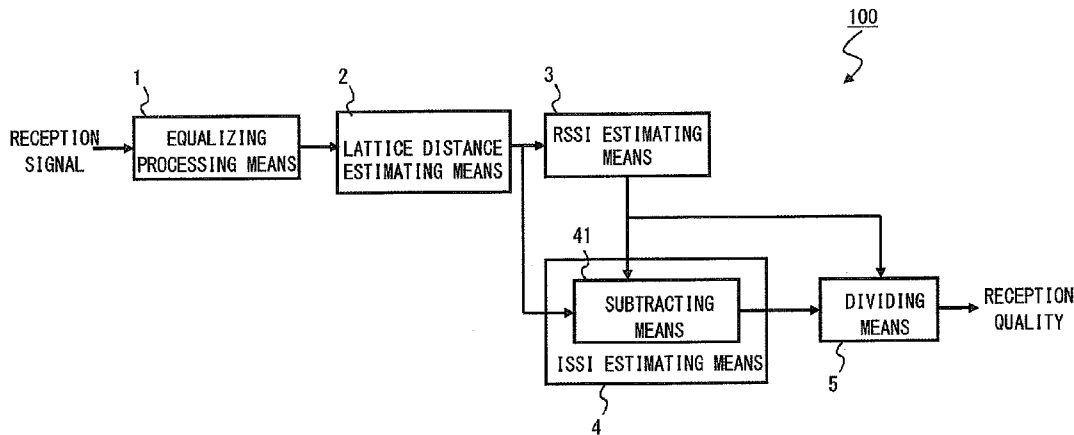 100
1
2
3
RECEPTION
SIGNAL
EQUALIZING
PROCESSING MEANS
LATTICE DISTANCE
ESTIMATING MEANS
RSSI ESTIMATING
MEANS
41
SUBTRACTING
MEANS
ISSI ESTIMATING MEANS
4
DIVIDING
MEANS
5
RECEPTION
QUALITY